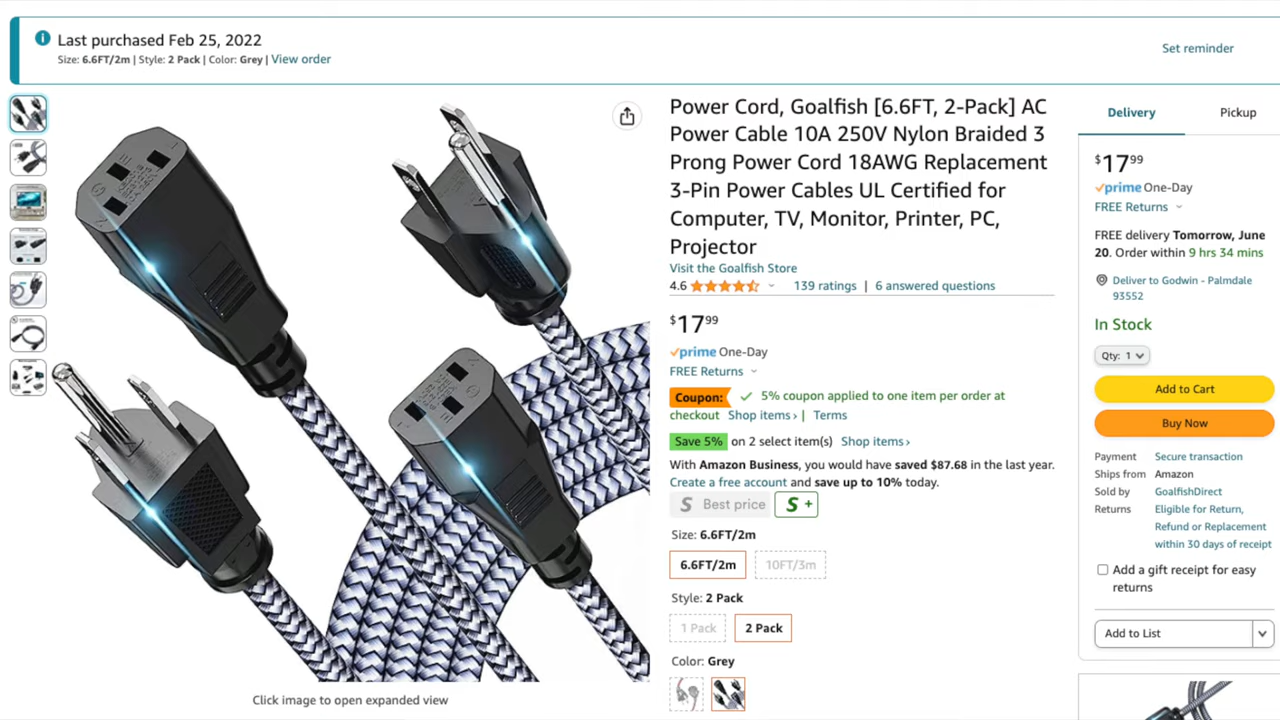 Last purchased Feb 25, 2022
Size: 6.6FT/2m | Style: 2 Pack | Color: Grey | View order
Set reminder
Click image to open expanded view
Power Cord, Goalfish [6.6FT, 2-Pack] AC
Power Cable 10A 250V Nylon Braided 3
Prong Power Cord 18AWG Replacement
3-Pin Power Cables UL Certified for
Computer, TV, Monitor, Printer, PC,
Projector
Visit the Goalfish Store
4.6 139 ratings | 6 answered questions
$1799
prime One-Day
FREE Returns
Coupon: 5% coupon applied to one item per order at
checkout Shop items › | Terms
Save 5% on 2 select item(s) Shop items ›
With Amazon Business, you would have saved $87.68 in the last year.
Create a free account and save up to 10% today.
S Best price S +
Size: 6.6FT/2m
6.6FT/2m 10FT/3m
Style: 2 Pack
1 Pack 2 Pack
Color: Grey
Delivery Pickup
$1799
prime One-Day
FREE Returns
FREE delivery Tomorrow, June
20. Order within 9 hrs 34 mins
Deliver to Godwin - Palmdale
93552
In Stock
Qty: 1
Add to Cart
Buy Now
Payment Secure transaction
Ships from Amazon
Sold by GoalfishDirect
Returns Eligible for Return,
Refund or Replacement
within 30 days of receipt
Add a gift receipt for easy
returns
Add to List